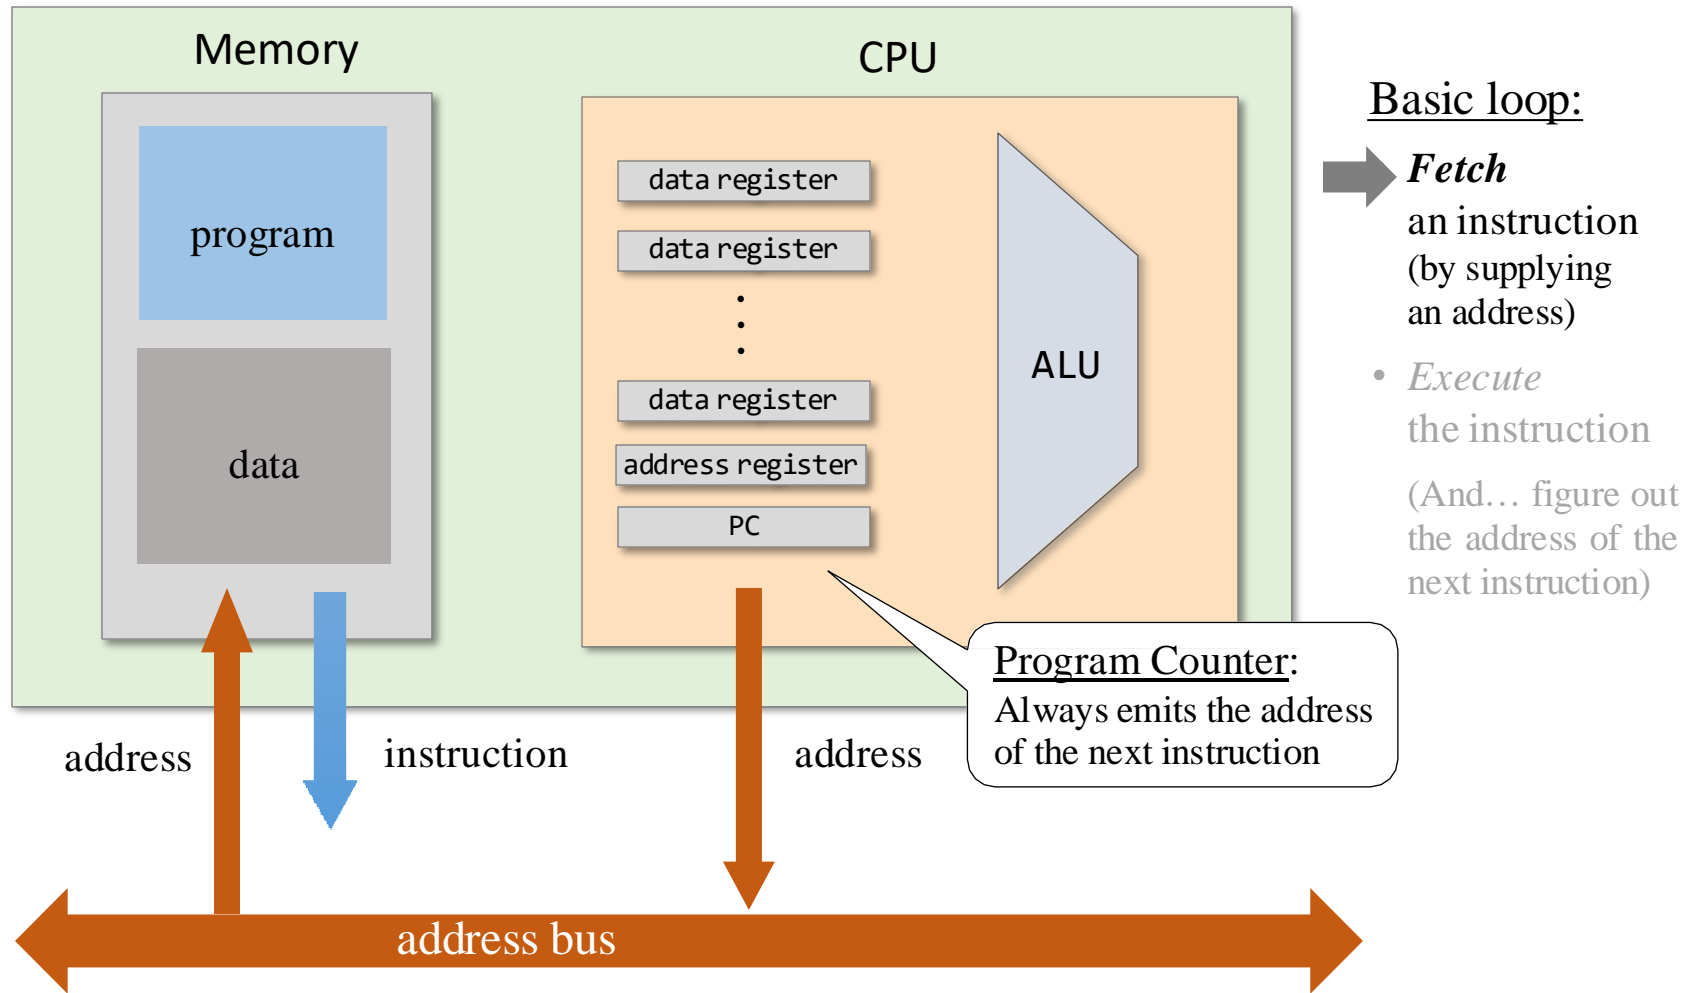 Memory
program
data
CPU
data register
data register
data register
address register
PC
ALU
Basic loop:
Fetch
an instruction
(by supplying
an address)
• Execute
the instruction
(And… figure out
the address of the
next instruction)
Program Counter:
Always emits the address
of the next instruction
address
instruction
address
address bus